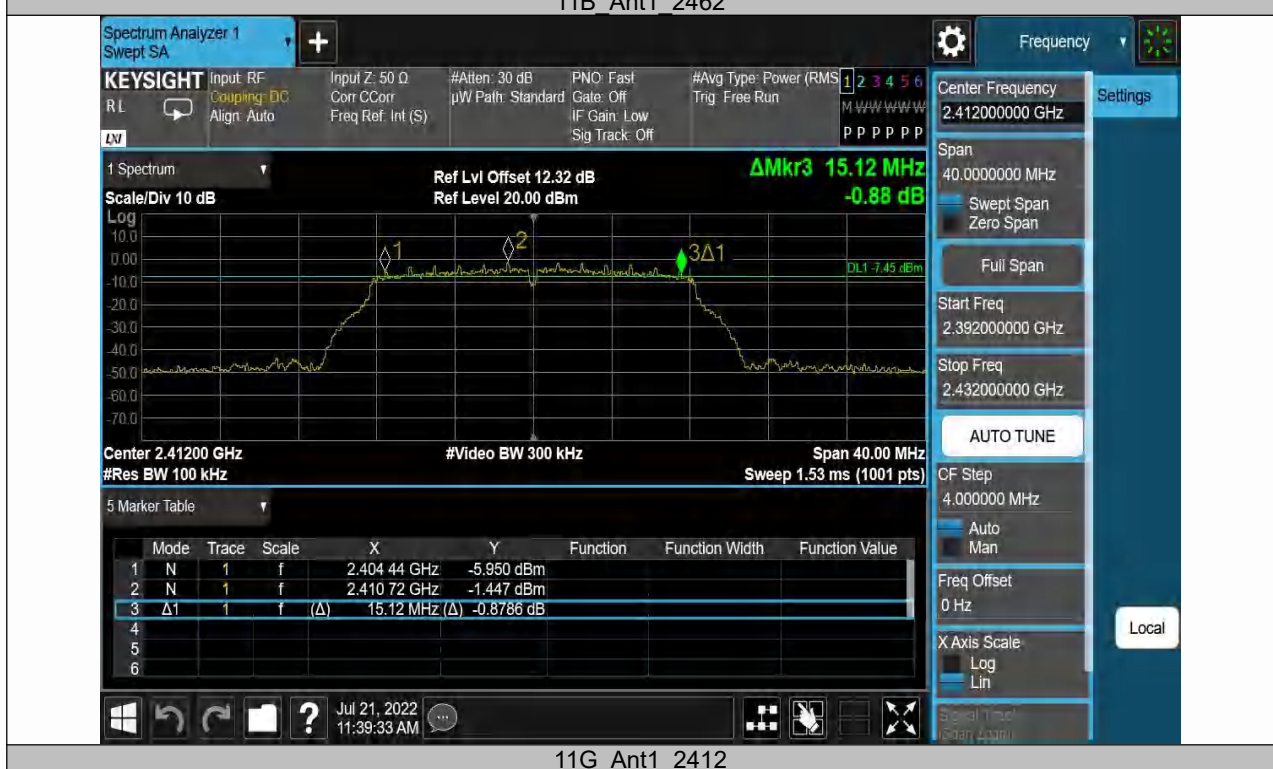 11B_Ant1_2462
Spectrum Analyzer 1
Swept SA
Frequency
KEYSIGHT
RL
LXI
Input: RF
Coupling: DC
Align: Auto
Input Z: 50 Ω
Corr CCorr
Freq Ref: Int (S)
#Atten: 30 dB
µW Path: Standard
PNO: Fast
Gate: Off
IF Gain: Low
Sig Track: Off
#Avg Type: Power (RMS
Trig: Free Run
1 2 3 4 5 6
M W W W W W
P P P P P P
1 Spectrum
Scale/Div 10 dB
Ref Lvl Offset 12.32 dB
Ref Level 20.00 dBm
ΔMkr3 15.12 MHz
-0.88 dB
Log
10.0
0.00
-10.0
-20.0
-30.0
-40.0
-50.0
-60.0
-70.0
1
2
3Δ1
DL1 -7.45 dBm
Center 2.41200 GHz
#Res BW 100 kHz
#Video BW 300 kHz
Span 40.00 MHz
Sweep 1.53 ms (1001 pts)
5 Marker Table
Mode Trace Scale X Y Function Function Width Function Value
1 N 1 f 2.404 44 GHz -5.950 dBm
2 N 1 f 2.410 72 GHz -1.447 dBm
3 Δ1 1 f (Δ) 15.12 MHz (Δ) -0.8786 dB
4
5
6
Jul 21, 2022
11:39:33 AM
Center Frequency
2.412000000 GHz
Settings
Span
40.0000000 MHz
Swept Span
Zero Span
Full Span
Start Freq
2.392000000 GHz
Stop Freq
2.432000000 GHz
AUTO TUNE
CF Step
4.000000 MHz
Auto
Man
Freq Offset
0 Hz
X Axis Scale
Log
Lin
Local
11G_Ant1_2412